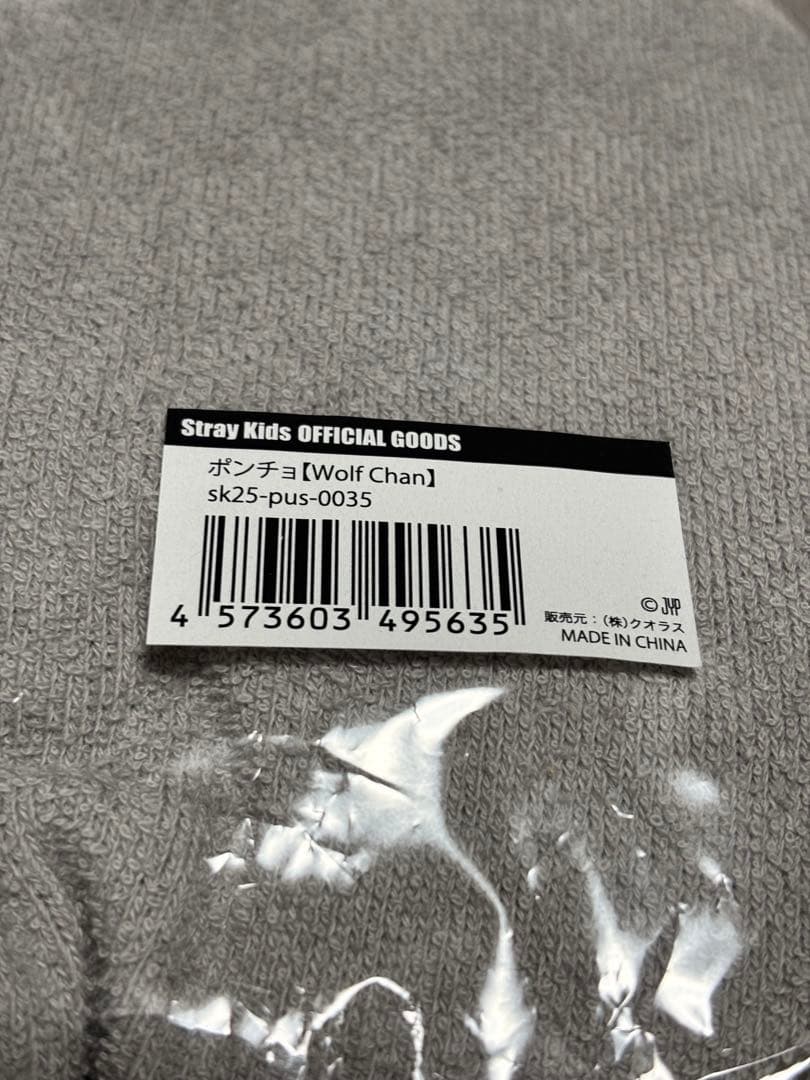 Stray Kids OFFICIAL GOODS
ポンチョ【Wolf Chan】
sk25-pus-0035
4 573603 495635
© JYP
販売元：(株)クオラス
MADE IN CHINA